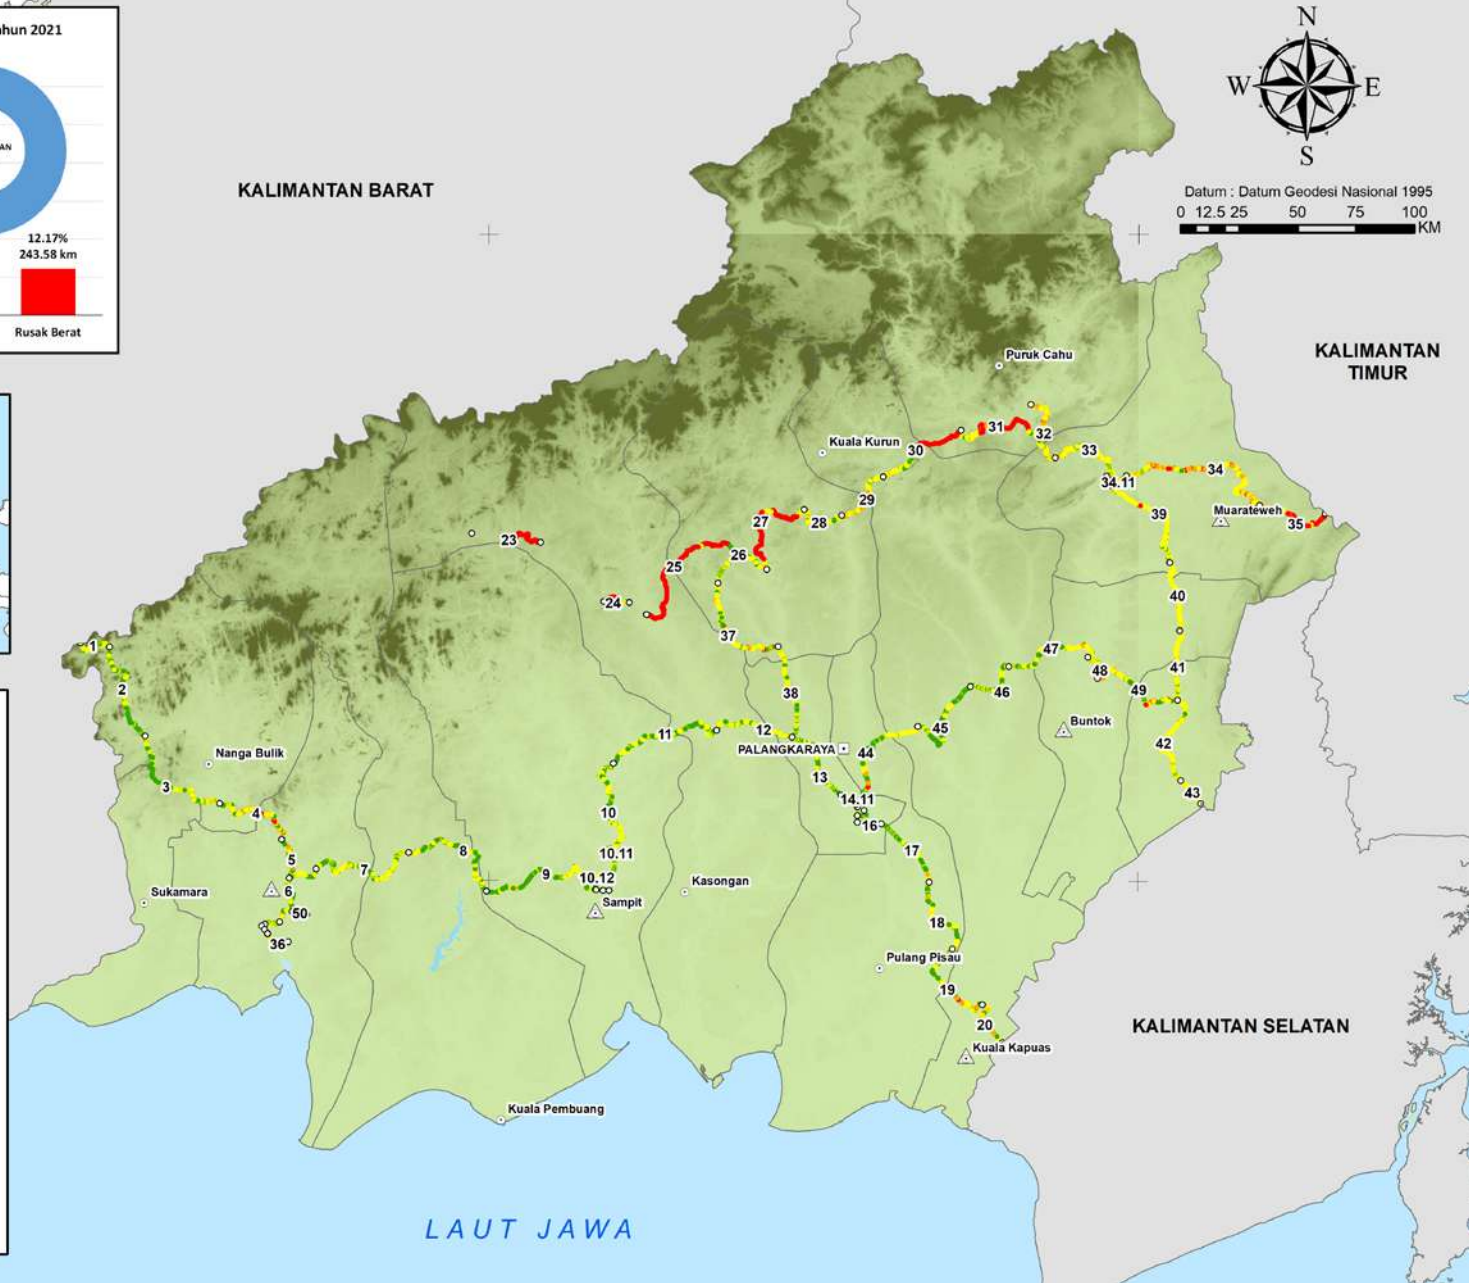 ahun 2021
AN
12.17%
243.58 km
Rusak Berat
N
W
E
S
Datum : Datum Geodesi Nasional 1995
0 12.5 25 50 75 100
KM
KALIMANTAN BARAT
KALIMANTAN
TIMUR
Puruk Cahu
31
32
Kuala Kurun
30
33
34
34.11
29
39
Muarateweh
35
27
28
23
26
25
24
40
37
1
47
41
2
48
49
38
46
Buntok
45
11
12
42
PALANGKARAYA
44
Nanga Bulik
13
3
43
14.11
4
10
16
8
17
10.11
5
7
9
10.12
Kasongan
6
Sukamara
Sampit
50
18
36
Pulang Pisau
19
20
KALIMANTAN SELATAN
Kuala Kapuas
Kuala Pembuang
LAUT JAWA